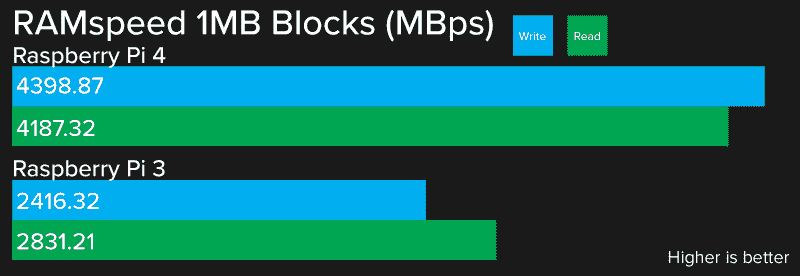 RAMspeed 1MB Blocks (MBps)
Write
Read
Raspberry Pi 4
4398.87
4187.32
Raspberry Pi 3
2416.32
2831.21
Higher is better